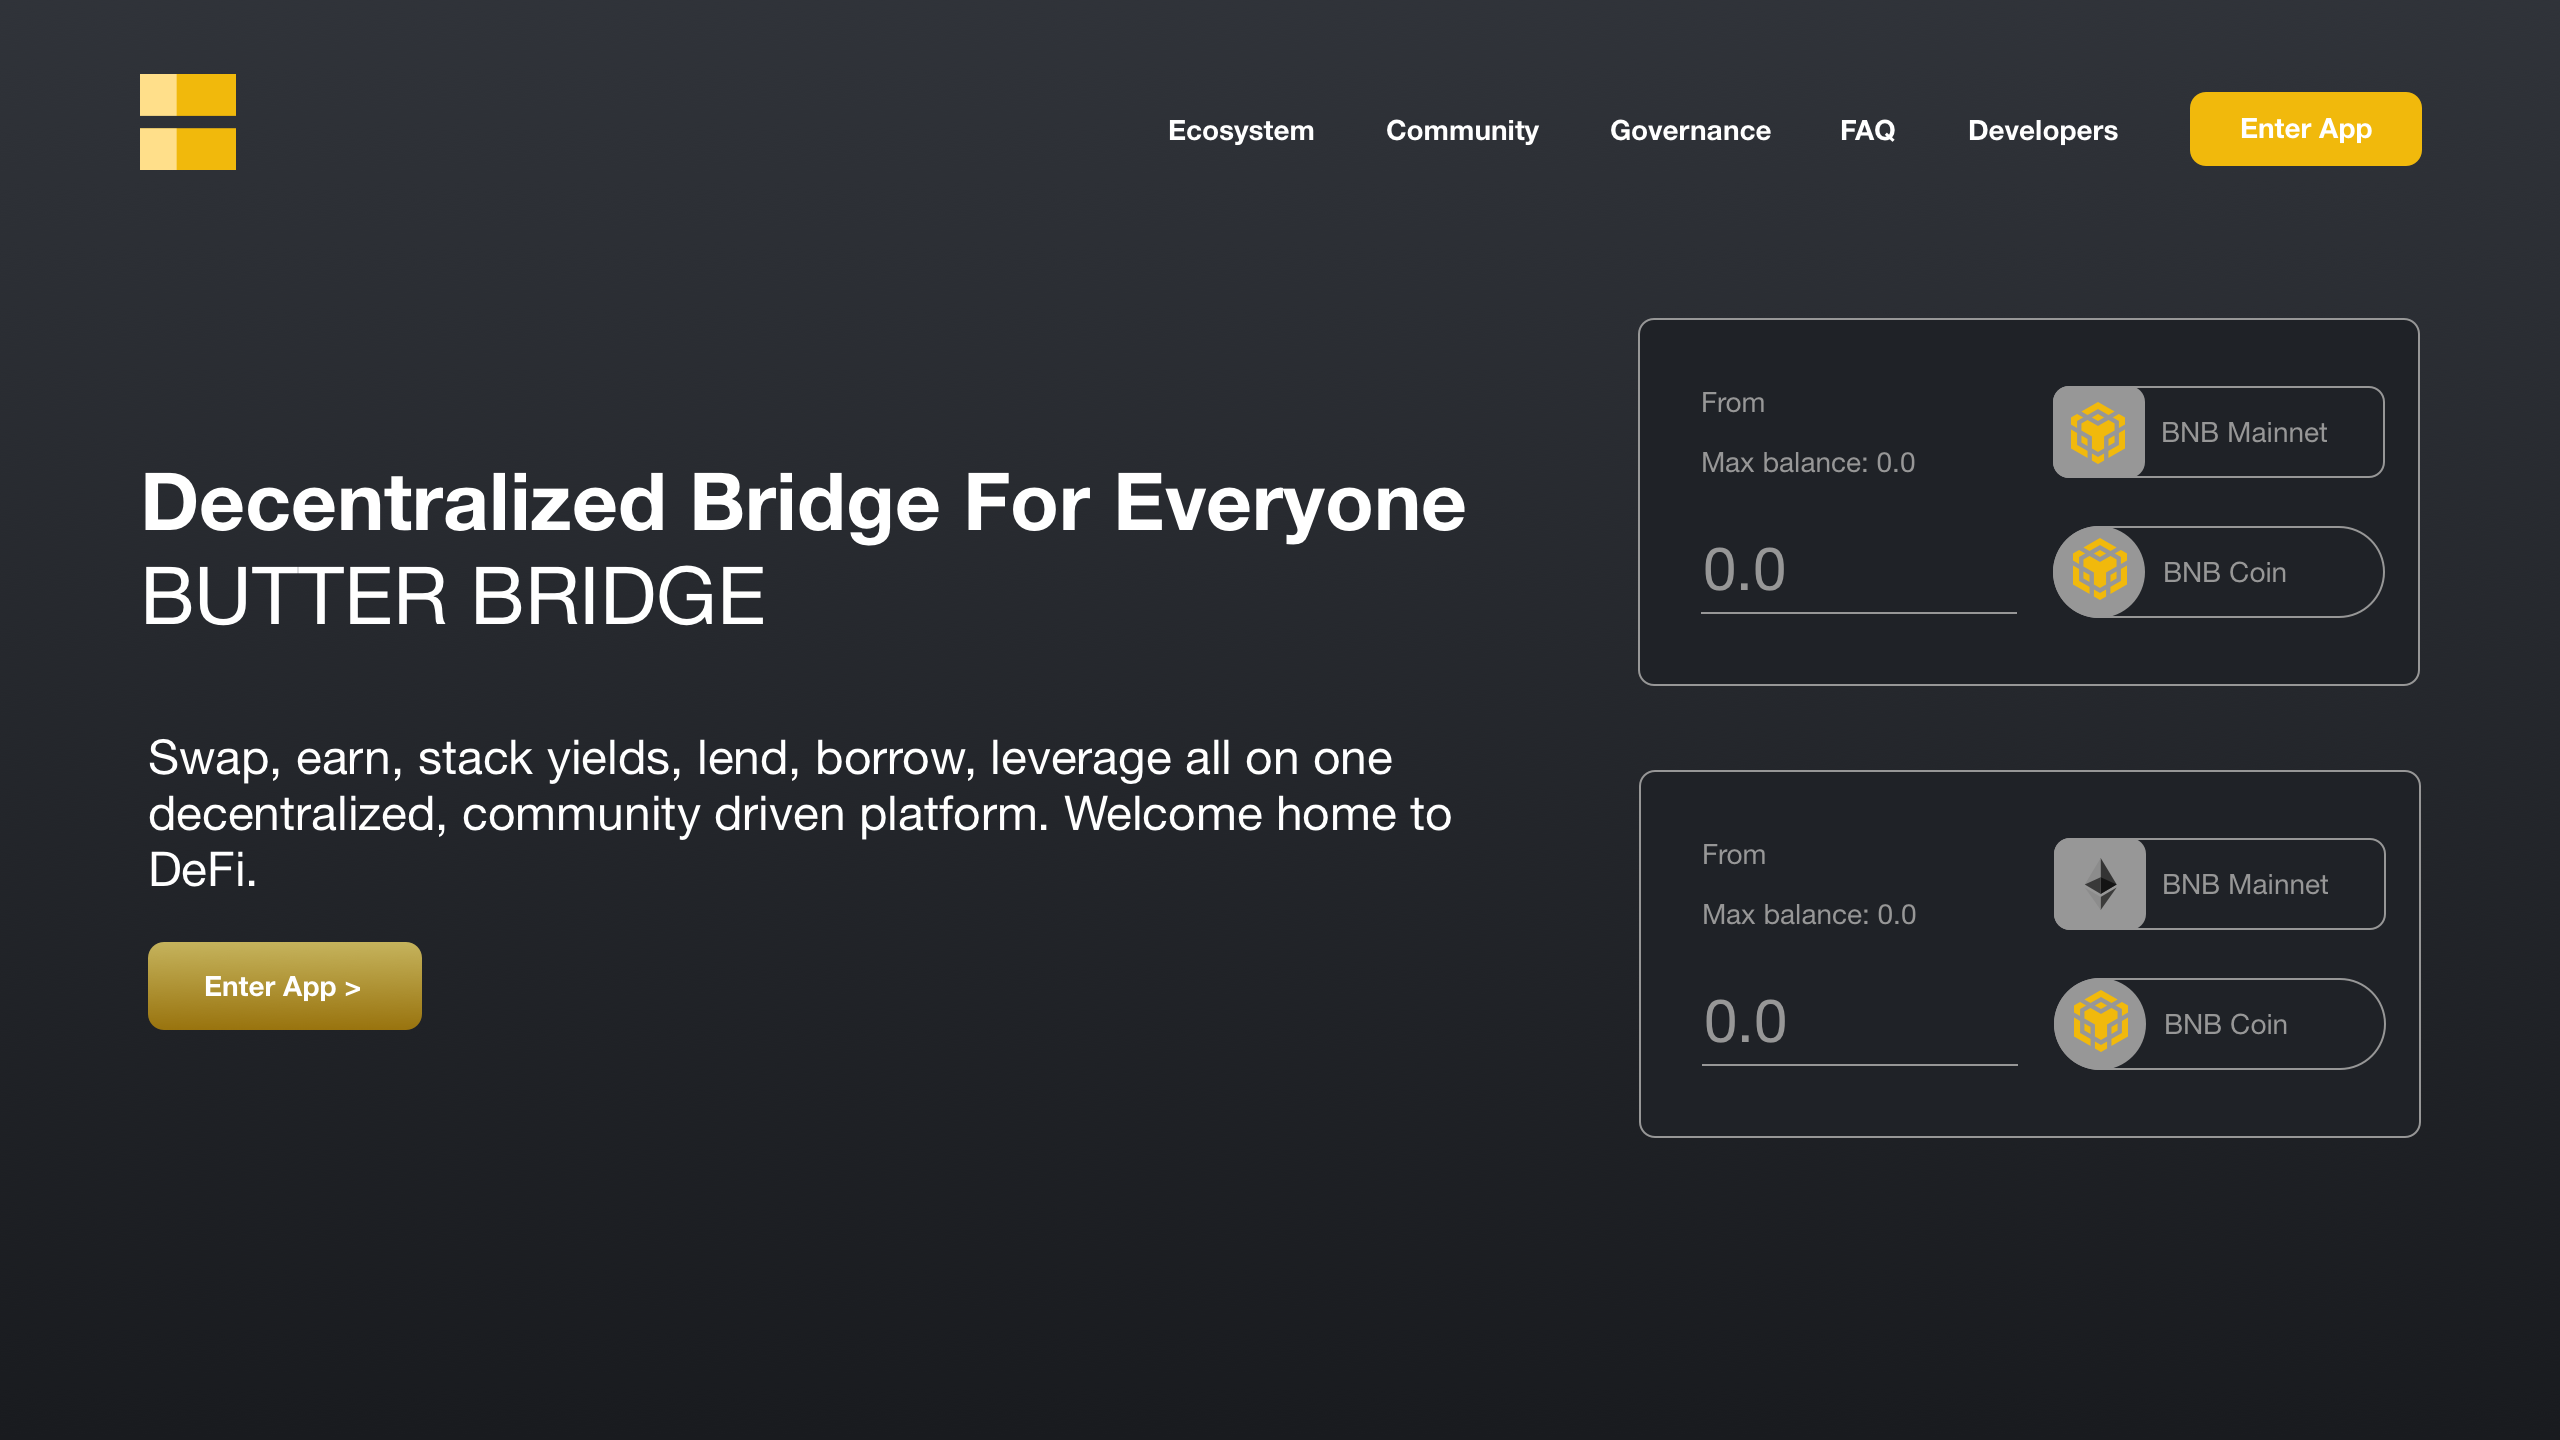 Ecosystem
Community
Governance
FAQ
Developers
Enter App
Decentralized Bridge For Everyone
BUTTER BRIDGE
Swap, earn, stack yields, lend, borrow, leverage all on one
decentralized, community driven platform. Welcome home to
DeFi.
Enter App >
From
Max balance: 0.0
BNB Mainnet
0.0
BNB Coin
From
Max balance: 0.0
BNB Mainnet
0.0
BNB Coin